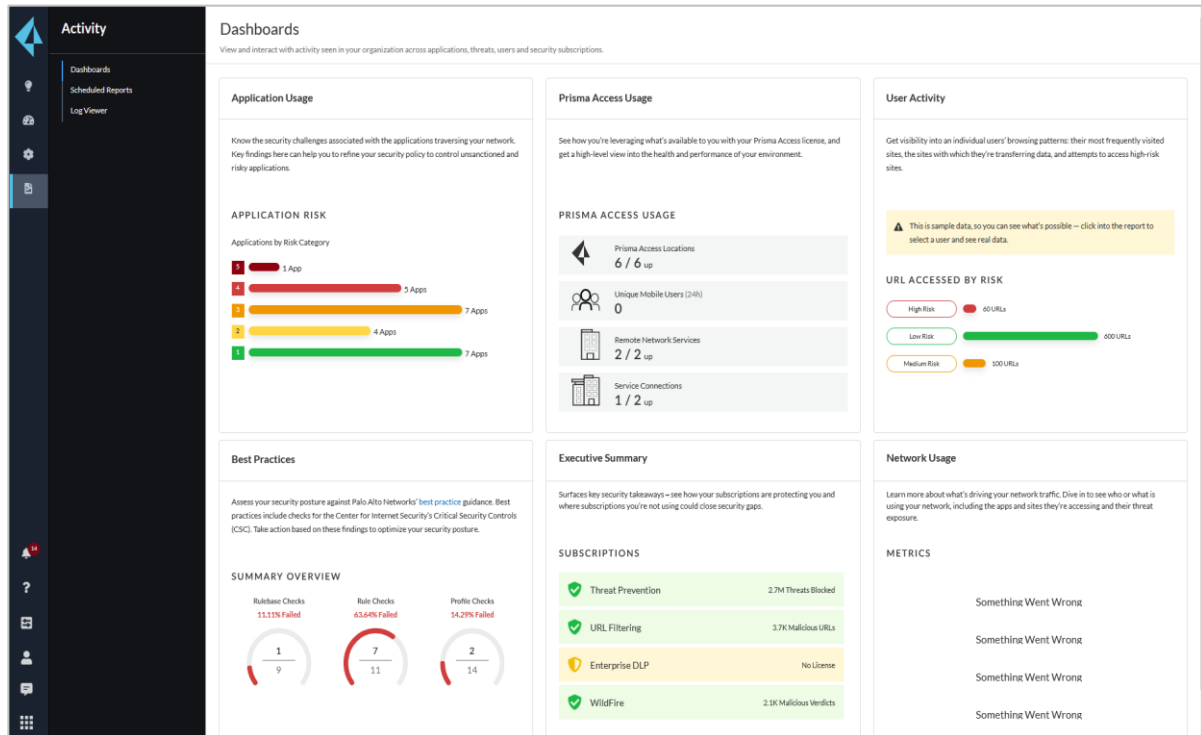 Activity
Dashboards
Scheduled Reports
Log Viewer
14
?
Dashboards
View and interact with activity seen in your organization across applications, threats, users and security subscriptions.
Application Usage
Know the security challenges associated with the applications traversing your network.
Key findings here can help you to refine your security policy to control unsanctioned and
risky applications.
APPLICATION RISK
Applications by Risk Category
5 1 App
4 5 Apps
3 7 Apps
2 4 Apps
1 7 Apps
Prisma Access Usage
See how you're leveraging what's available to you with your Prisma Access license, and
get a high-level view into the health and performance of your environment.
PRISMA ACCESS USAGE
Prisma Access Locations
6 / 6 up
Unique Mobile Users (24h)
0
Remote Network Services
2 / 2 up
Service Connections
1 / 2 up
User Activity
Get visibility into an individual users' browsing patterns: their most frequently visited
sites, the sites with which they're transferring data, and attempts to access high-risk
sites.
This is sample data, so you can see what's possible — click into the report to
select a user and see real data.
URL ACCESSED BY RISK
High Risk 60 URLs
Low Risk 600 URLs
Medium Risk 100 URLs
Best Practices
Assess your security posture against Palo Alto Networks' best practice guidance. Best
practices include checks for the Center for Internet Security's Critical Security Controls
(CSC). Take action based on these findings to optimize your security posture.
SUMMARY OVERVIEW
Rulebase Checks
11.11% Failed
1
9
Rule Checks
63.64% Failed
7
11
Profile Checks
14.29% Failed
2
14
Executive Summary
Surfaces key security takeaways – see how your subscriptions are protecting you and
where subscriptions you're not using could close security gaps.
SUBSCRIPTIONS
Threat Prevention 2.7M Threats Blocked
URL Filtering 3.7K Malicious URLs
Enterprise DLP No License
WildFire 2.1K Malicious Verdicts
Network Usage
Learn more about what's driving your network traffic. Dive in to see who or what is
using your network, including the apps and sites they're accessing and their threat
exposure.
METRICS
Something Went Wrong
Something Went Wrong
Something Went Wrong
Something Went Wrong